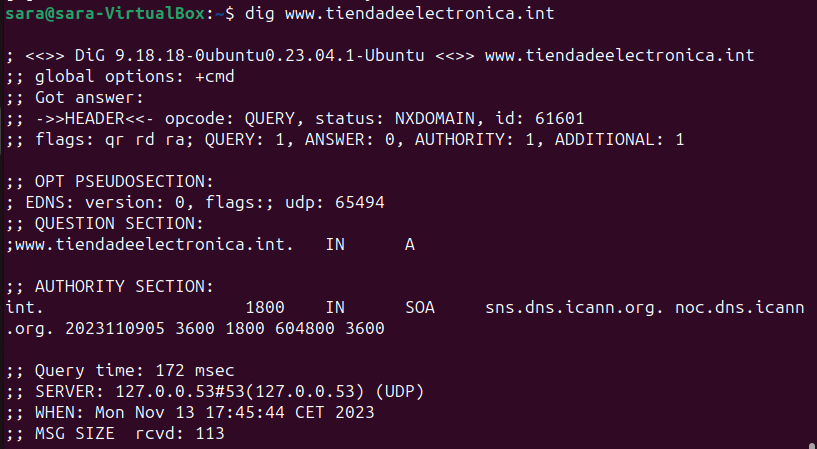 sara@sara-VirtualBox:~$ dig www.tiendadeelectronica.int

; <<>> DiG 9.18.18-0ubuntu0.23.04.1-Ubuntu <<>> www.tiendadeelectronica.int
;; global options: +cmd
;; Got answer:
;; ->>HEADER<<- opcode: QUERY, status: NXDOMAIN, id: 61601
;; flags: qr rd ra; QUERY: 1, ANSWER: 0, AUTHORITY: 1, ADDITIONAL: 1

;; OPT PSEUDOSECTION:
; EDNS: version: 0, flags:; udp: 65494
;; QUESTION SECTION:
;www.tiendadeelectronica.int.   IN      A

;; AUTHORITY SECTION:
int.                    1800    IN      SOA     sns.dns.icann.org. noc.dns.icann
.org. 2023110905 3600 1800 604800 3600

;; Query time: 172 msec
;; SERVER: 127.0.0.53#53(127.0.0.53) (UDP)
;; WHEN: Mon Nov 13 17:45:44 CET 2023
;; MSG SIZE  rcvd: 113